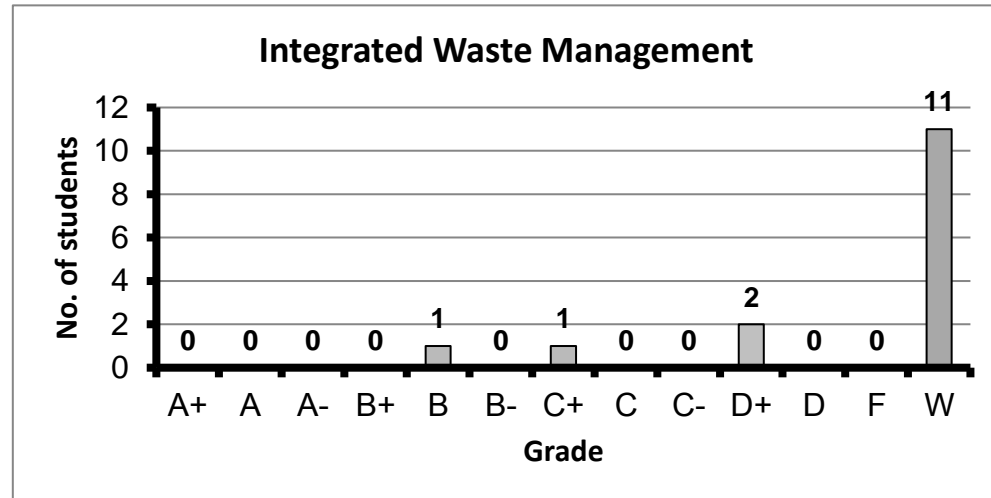 Integrated Waste Management
No. of students
12
10
8
6
4
2
0
0 0 0 0 1 0 1 0 0 2 0 0 11
A+ A A- B+ B B- C+ C C- D+ D F W
Grade